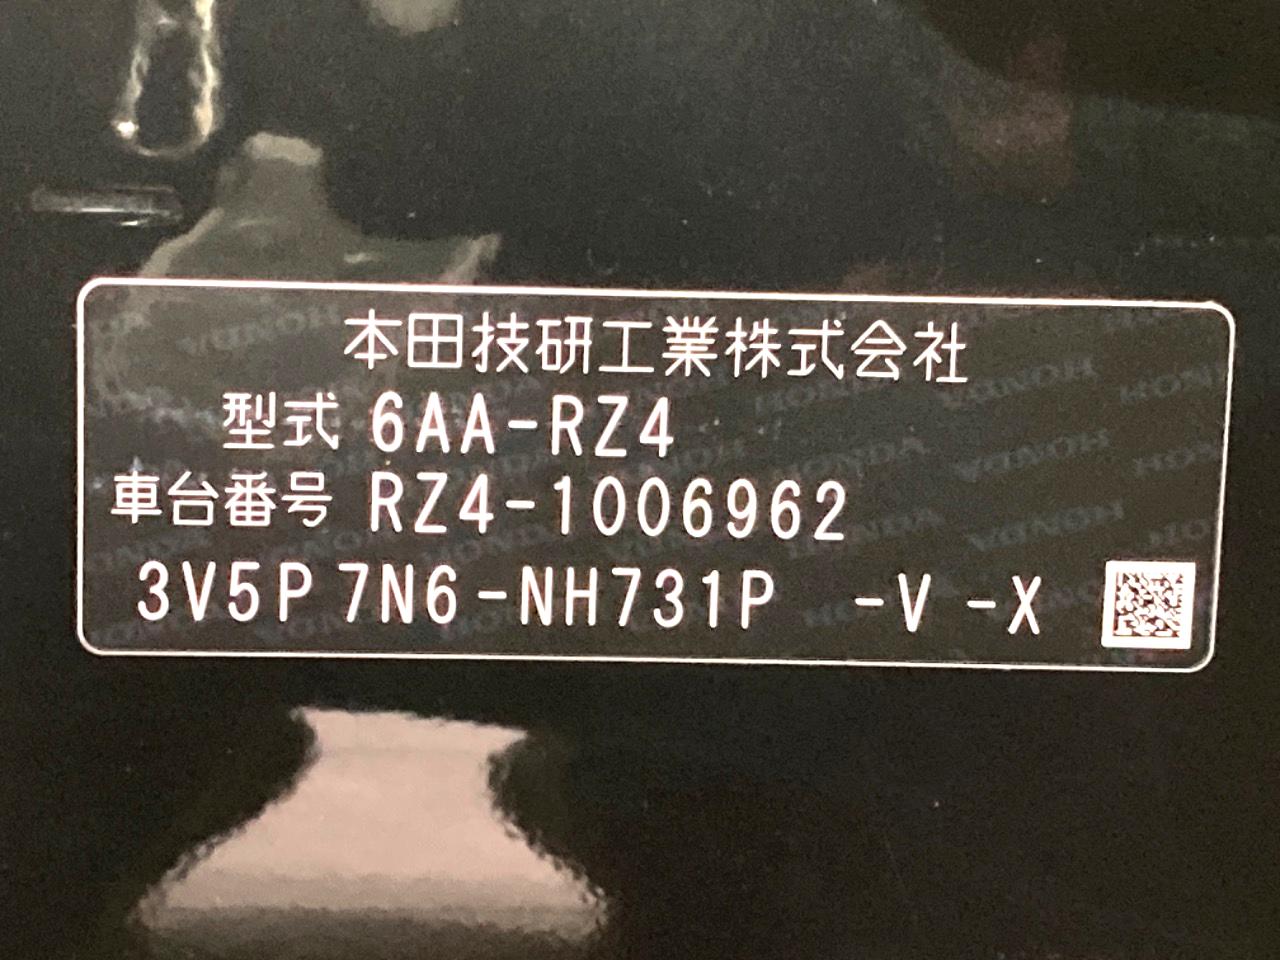 本田技研工業株式会社
型式 6AA-RZ4
車台番号 RZ4-1006962
3V5P 7N6-NH731P -V -X